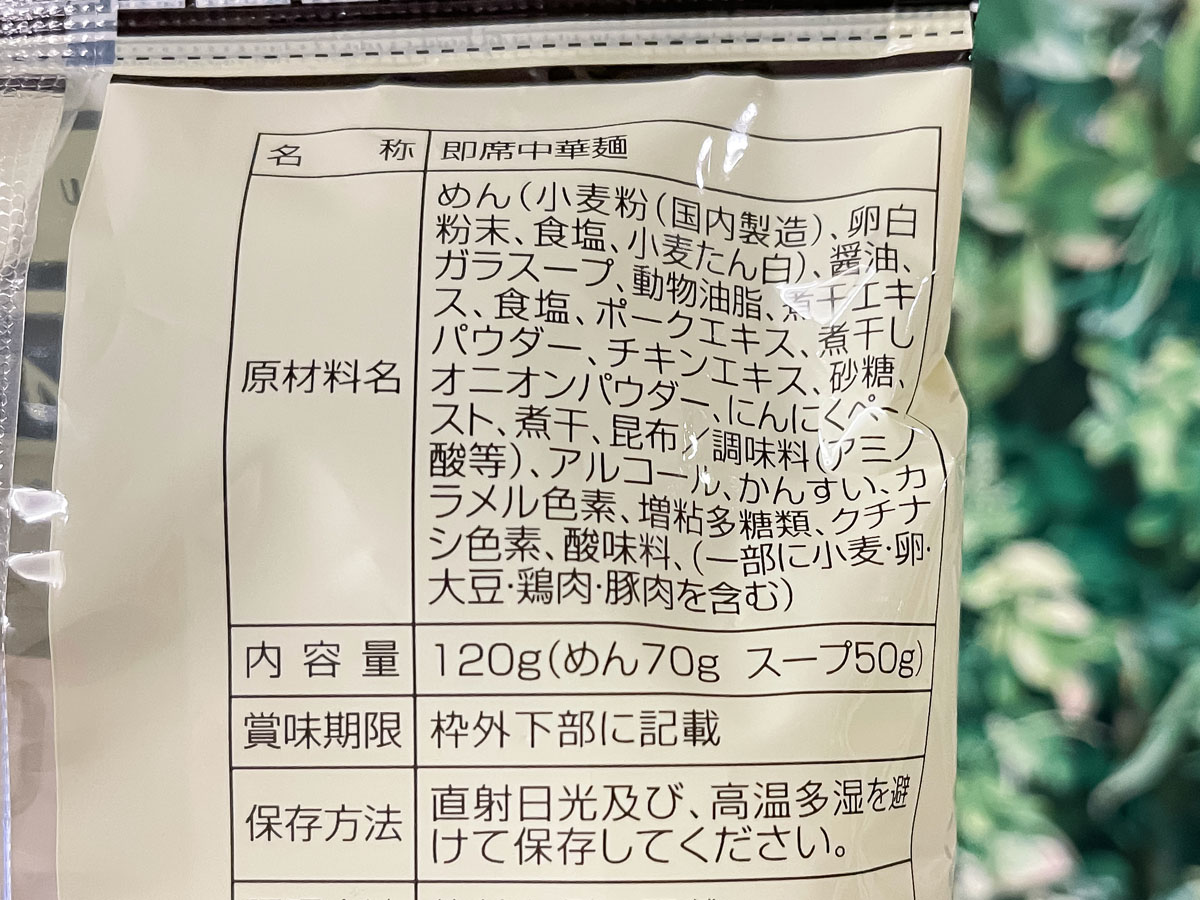 名称 即席中華麺
原材料名 めん(小麦粉(国内製造)、卵白
粉末、食塩、小麦たん白)、醤油、
ガラスープ、動物油脂、煮干エキ
ス、食塩、ポークエキス、煮干し
パウダー、チキンエキス、砂糖、
オニオンパウダー、にんにくペー
スト、煮干、昆布/調味料(アミノ
酸等)、アルコール、かんすい、カ
ラメル色素、増粘多糖類、クチナ
シ色素、酸味料、(一部に小麦・卵・
大豆・鶏肉・豚肉を含む)
内容量 120g(めん70g スープ50g)
賞味期限 枠外下部に記載
保存方法 直射日光及び、高温多湿を避
けて保存してください。